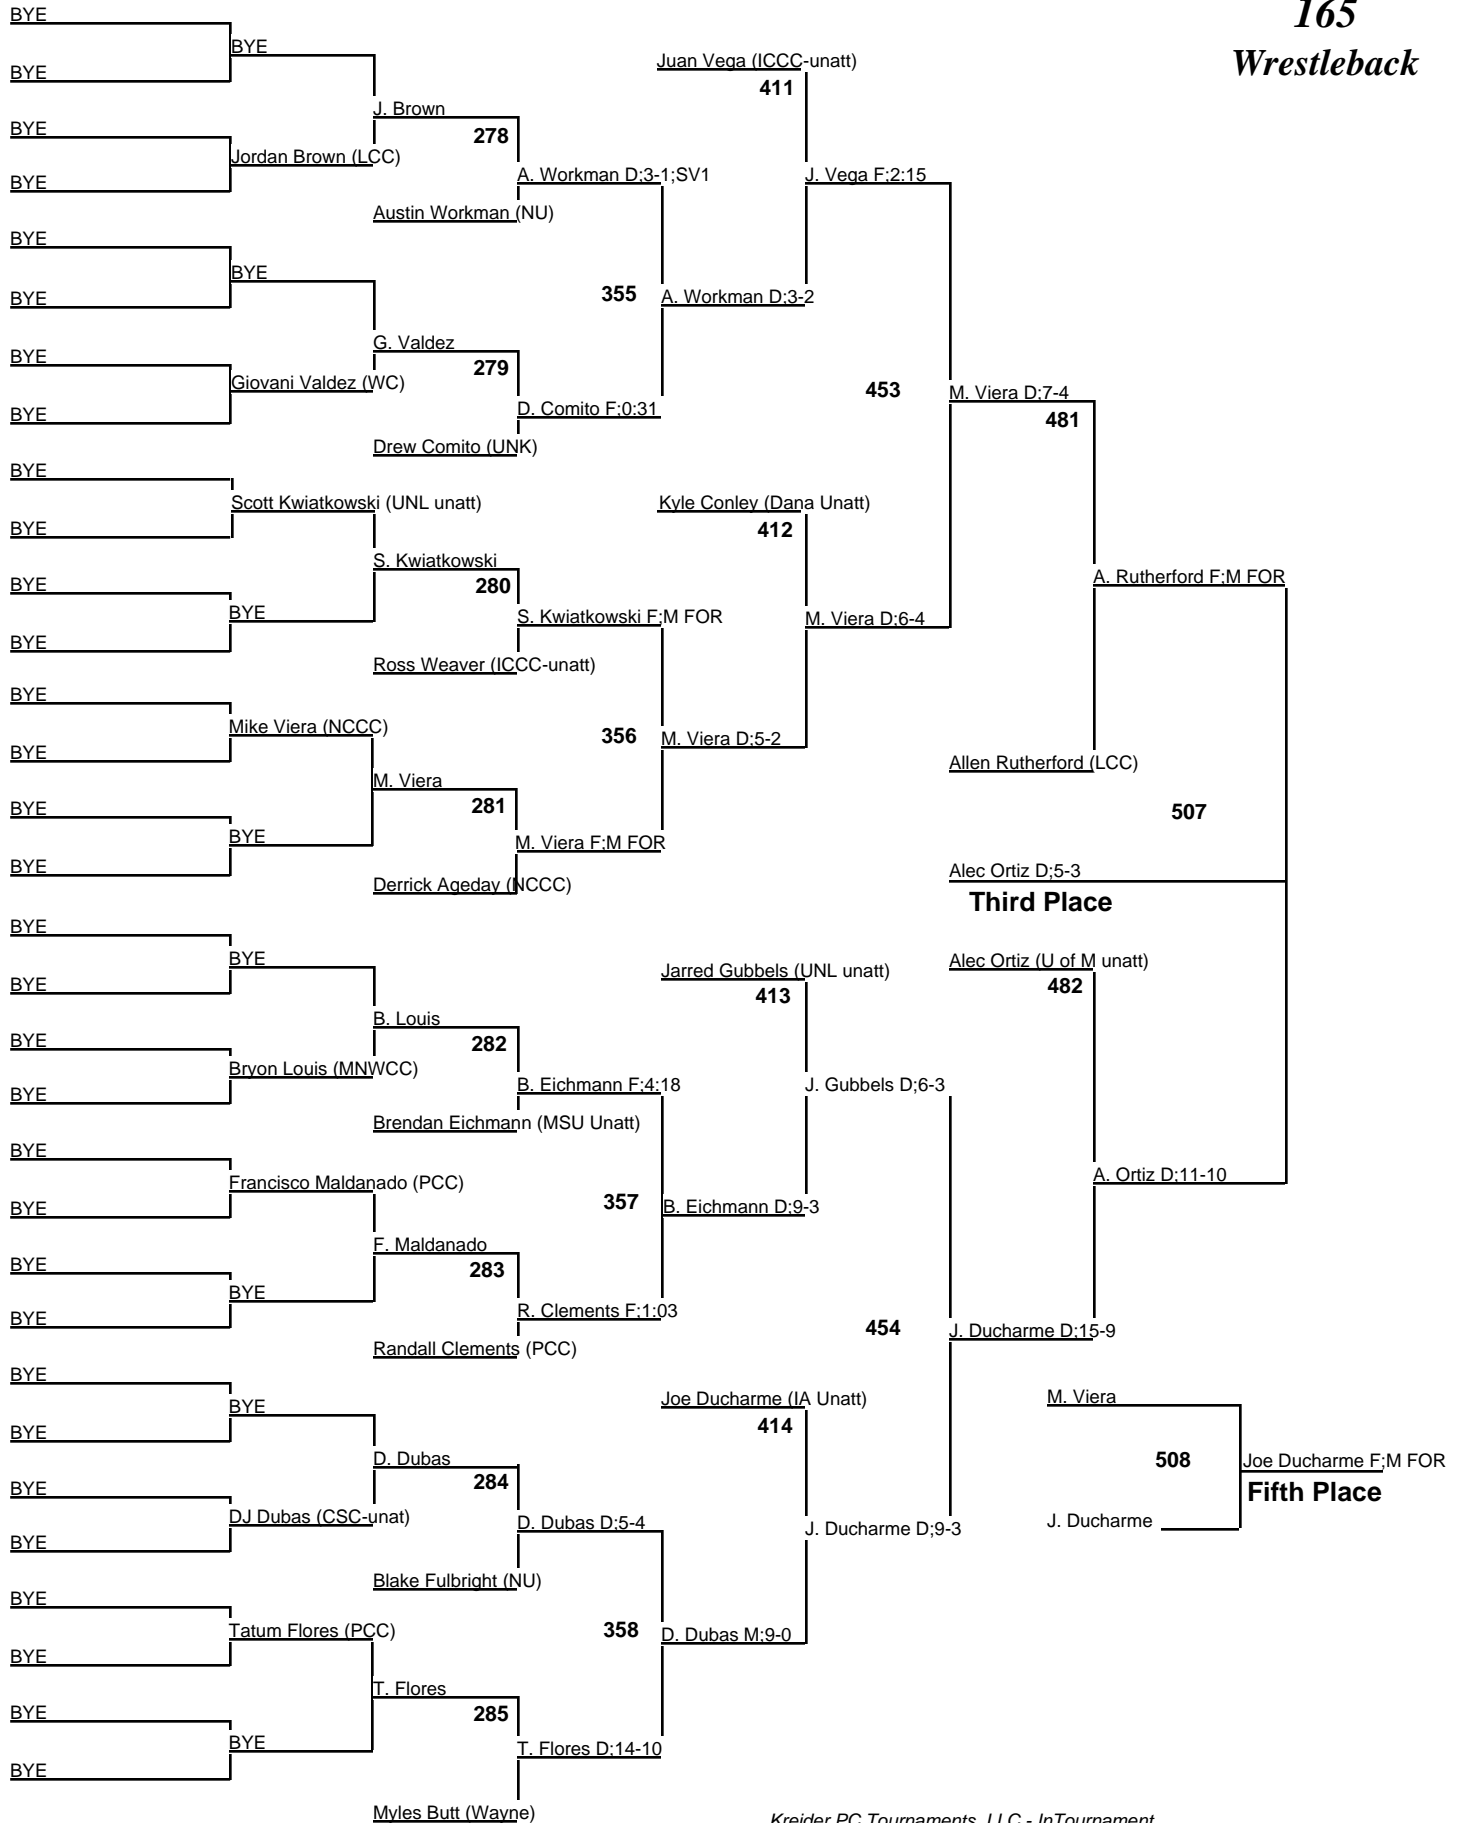 165
Wrestleback
BYE
BYE
BYE
Juan Vega (ICCC-unatt)
411
J. Brown
278
BYE
Jordan Brown (LCC)
BYE
A. Workman D;3-1;SV1
J. Vega F;2:15
Austin Workman (NU)
BYE
BYE
BYE
355
A. Workman D;3-2
G. Valdez
279
BYE
Giovani Valdez (WC)
BYE
D. Comito F;0:31
453
M. Viera D;7-4
481
Drew Comito (UNK)
BYE
Scott Kwiatkowski (UNL unatt)
BYE
Kyle Conley (Dana Unatt)
412
S. Kwiatkowski
280
A. Rutherford F;M FOR
BYE
BYE
BYE
S. Kwiatkowski F;M FOR
M. Viera D;6-4
Ross Weaver (ICCC-unatt)
BYE
Mike Viera (NCCC)
BYE
356
M. Viera D;5-2
Allen Rutherford (LCC)
M. Viera
281
507
BYE
BYE
BYE
M. Viera F;M FOR
Derrick Ageday (NCCC)
Alec Ortiz D;5-3
Third Place
BYE
BYE
BYE
Jarred Gubbels (UNL unatt)
413
Alec Ortiz (U of M unatt)
482
B. Louis
282
BYE
Bryon Louis (MNWCC)
BYE
B. Eichmann F;4:18
J. Gubbels D;6-3
Brendan Eichmann (MSU Unatt)
BYE
Francisco Maldanado (PCC)
BYE
357
B. Eichmann D;9-3
A. Ortiz D;11-10
F. Maldanado
283
BYE
BYE
BYE
R. Clements F;1:03
454
J. Ducharme D;15-9
Randall Clements (PCC)
BYE
BYE
BYE
Joe Ducharme (IA Unatt)
414
M. Viera
D. Dubas
284
508
Joe Ducharme F;M FOR
Fifth Place
BYE
DJ Dubas (CSC-unat)
BYE
D. Dubas D;5-4
J. Ducharme D;9-3
J. Ducharme
Blake Fulbright (NU)
BYE
Tatum Flores (PCC)
BYE
358
D. Dubas M;9-0
T. Flores
285
BYE
BYE
BYE
T. Flores D;14-10
Myles Butt (Wayne)
Kreider PC Tournaments, LLC - InTournament